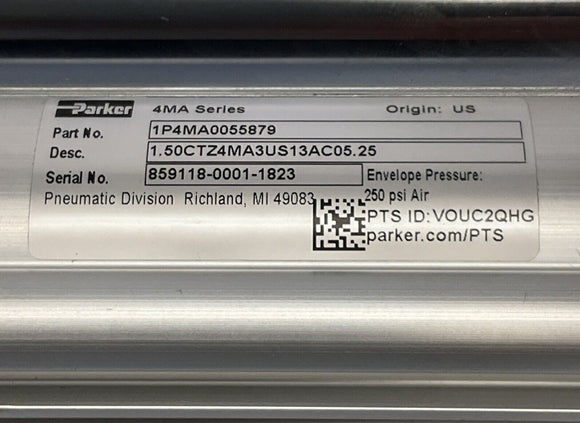 Parker 4MA Series Origin: US
Part No. 1P4MA0055879
Desc. 1.50CTZ4MA3US13AC05.25
Serial No. 859118-0001-1823 Envelope Pressure:
Pneumatic Division Richland, MI 49083 250 psi Air
PTS ID: VOUC2QHG
parker.com/PTS